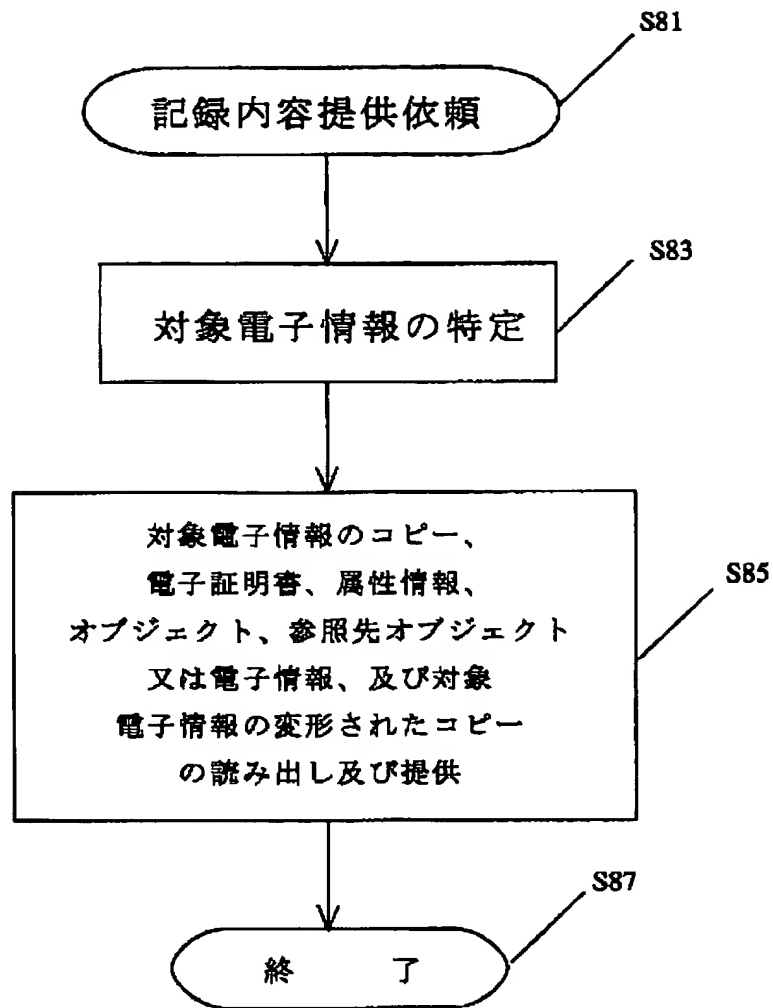 S81
記録内容提供依頼
S83
対象電子情報の特定
S85
対象電子情報のコピー、
電子証明書、属性情報、
オブジェクト、参照先オブジェクト
又は電子情報、及び対象
電子情報の変形されたコピー
の読み出し及び提供
S87
終　　了